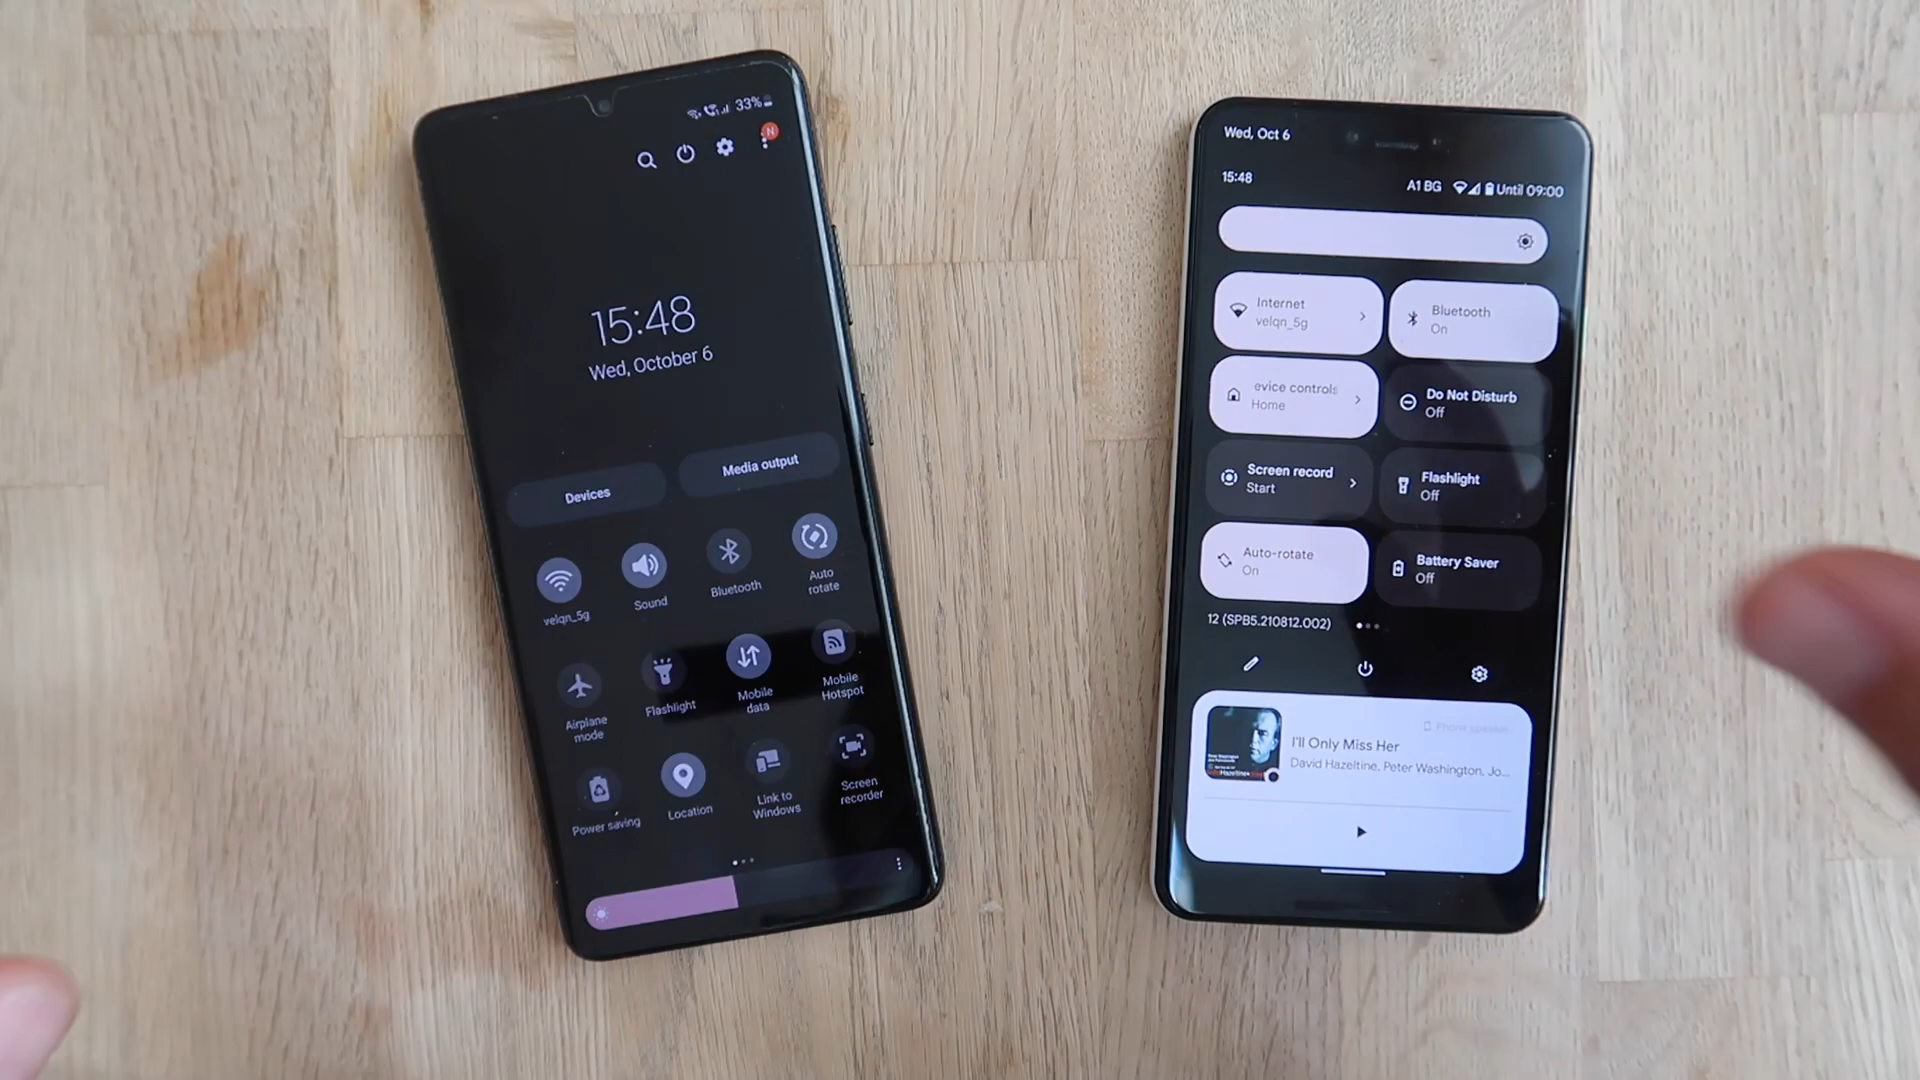 33%
N
15:48
Wed, October 6
Devices
Media output
velqn_5g
Sound
Bluetooth
Auto
rotate
Airplane
mode
Flashlight
Mobile
data
Mobile
Hotspot
Power saving
Location
Link to
Windows
Screen
recorder
Wed, Oct 6
15:48
A1 BG
Until 09:00
Internet
velqn_5g
Bluetooth
On
evice controls
Home
Do Not Disturb
Off
Screen record
Start
Flashlight
Off
Auto-rotate
On
Battery Saver
Off
12 (SPB5.210812.002)
Phone speaker
I'll Only Miss Her
David Hazeltine, Peter Washington, Jo...